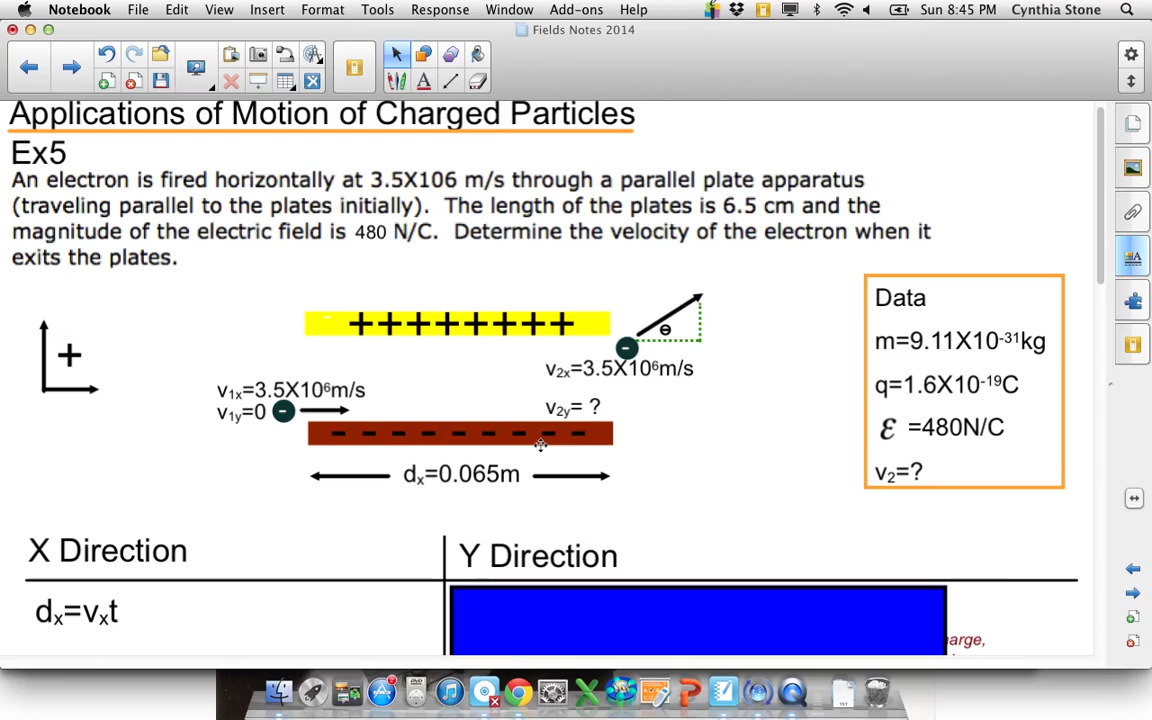 Notebook File Edit View Insert Format Tools Response Window Add-ons Help Sun 8:45 PM Cynthia Stone
Fields Notes 2014
Applications of Motion of Charged Particles
Ex5
An electron is fired horizontally at 3.5X106 m/s through a parallel plate apparatus
(traveling parallel to the plates initially). The length of the plates is 6.5 cm and the
magnitude of the electric field is 480 N/C. Determine the velocity of the electron when it
exits the plates.
+
+ + + + + + + +
Θ
-
v2x=3.5X10⁶m/s
v1x=3.5X10⁶m/s
v1y=0 -
v2y= ?
- - - - - - - - -
dx=0.065m
Data
m=9.11X10⁻³¹kg
q=1.6X10⁻¹⁹C
ℰ =480N/C
v₂=?
X Direction
Y Direction
dx=vxt
arge,